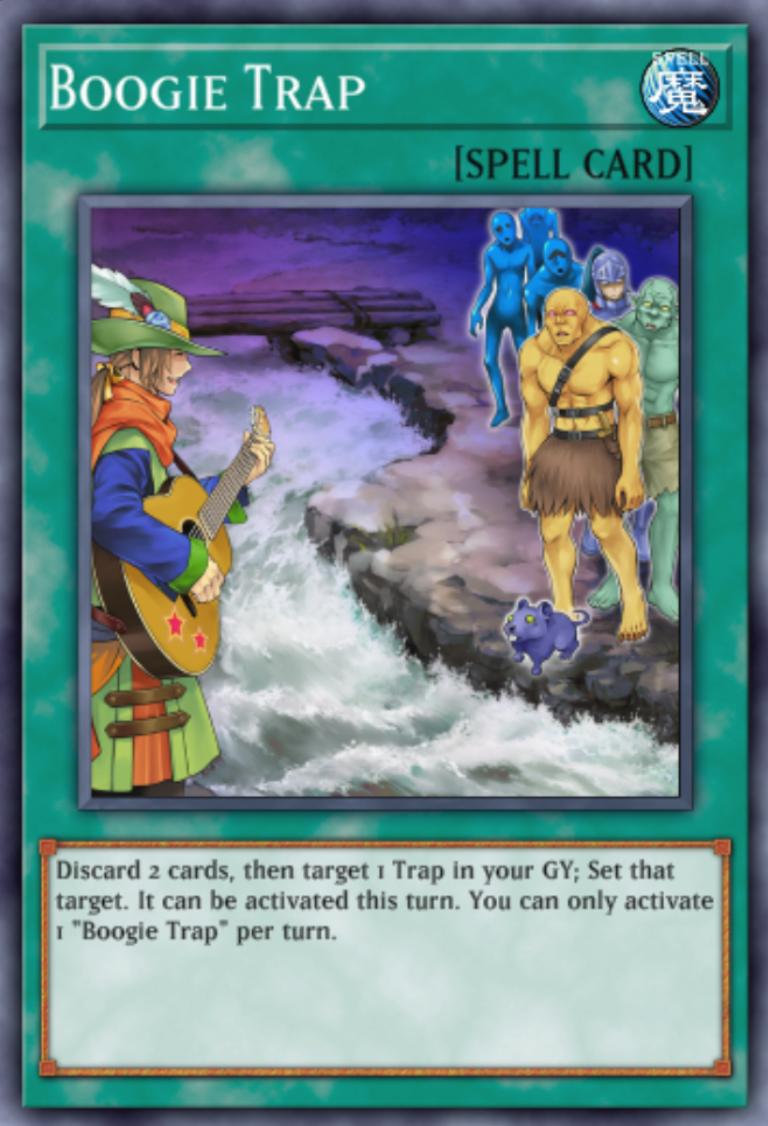 Boogie Trap
SPELL
魔
[SPELL CARD]
Discard 2 cards, then target 1 Trap in your GY; Set that
target. It can be activated this turn. You can only activate
1 "Boogie Trap" per turn.